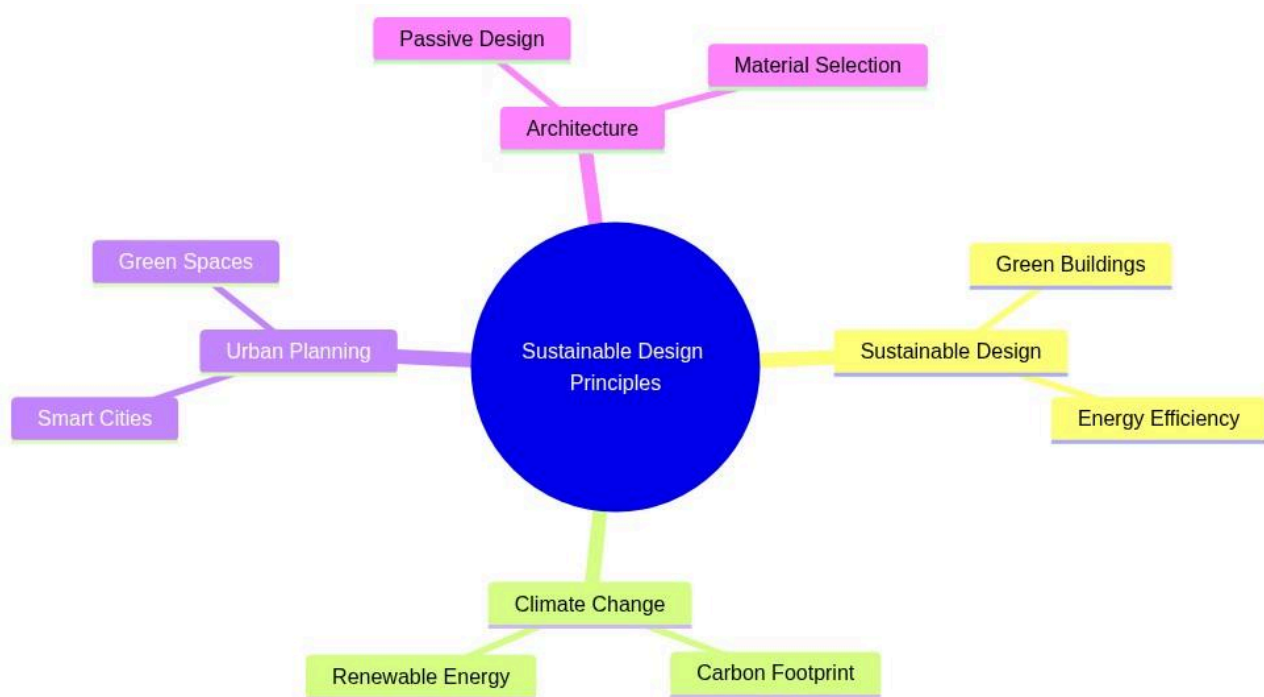 Passive Design
Material Selection
Architecture
Green Spaces
Green Buildings
Urban Planning
Sustainable Design
Principles
Sustainable Design
Smart Cities
Energy Efficiency
Climate Change
Renewable Energy
Carbon Footprint